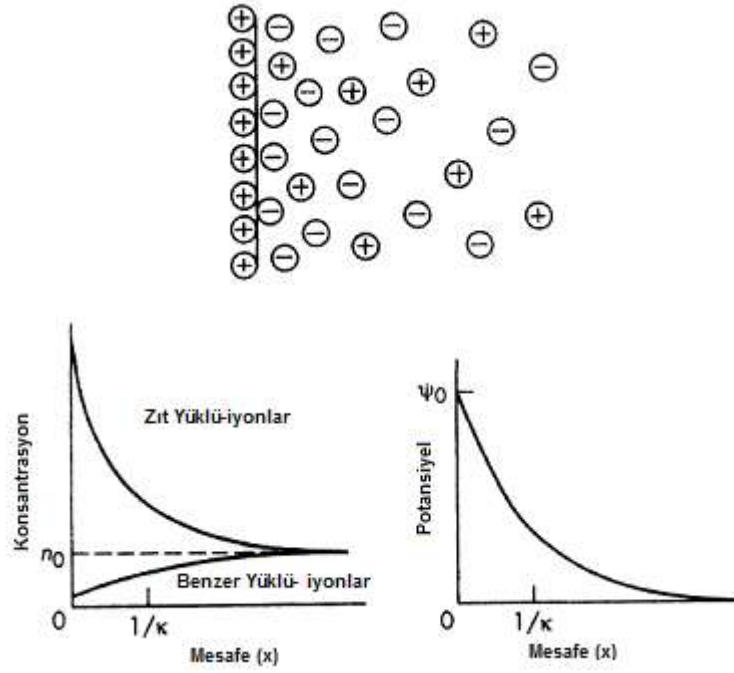 Konsantrasyon
Zıt Yüklü-iyonlar
n0
Benzer Yüklü- iyonlar
0
1/κ
Mesafe (x)
Potansiyel
ψ0
0
1/κ
Mesafe (x)